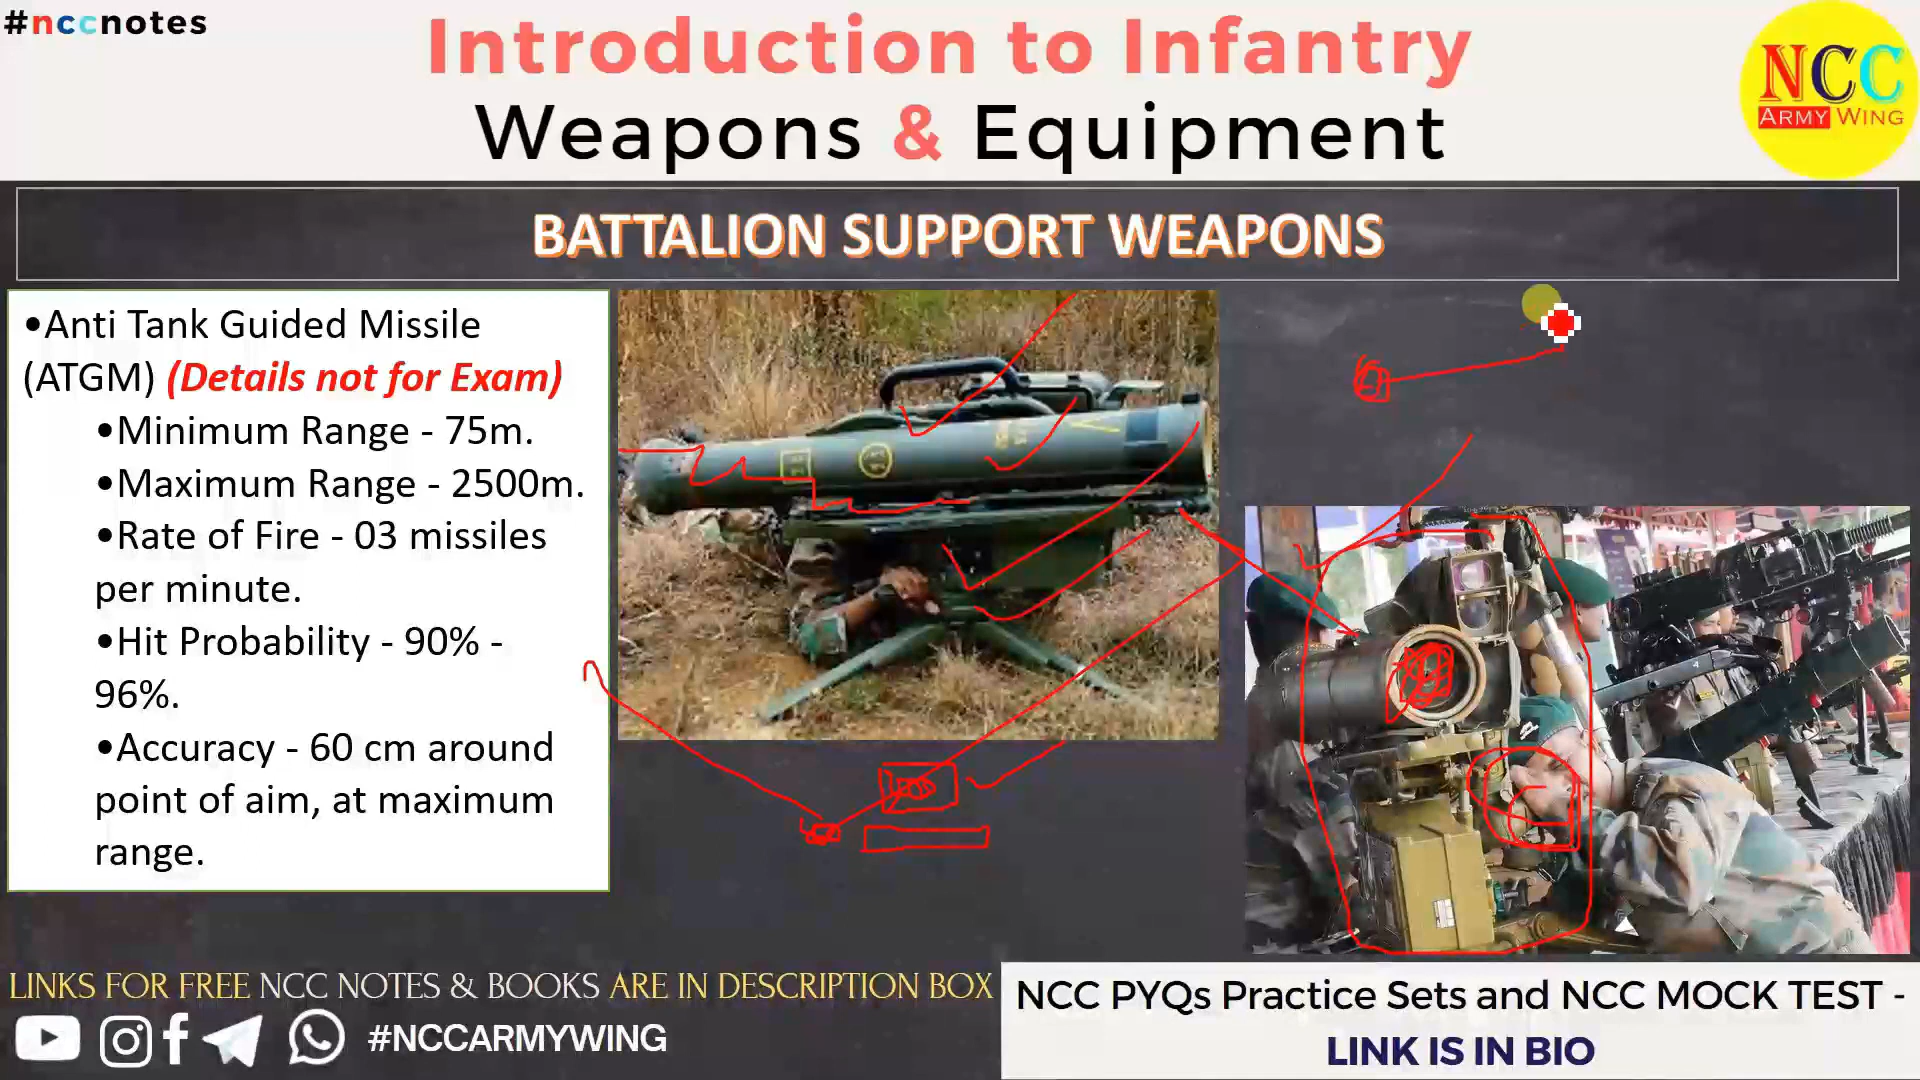 #nccnotes
Introduction to Infantry
Weapons & Equipment
NCC
ARMY WING
BATTALION SUPPORT WEAPONS
•Anti Tank Guided Missile
(ATGM) (Details not for Exam)
•Minimum Range - 75m.
•Maximum Range - 2500m.
•Rate of Fire - 03 missiles
per minute.
•Hit Probability - 90% -
96%.
•Accuracy - 60 cm around
point of aim, at maximum
range.
LINKS FOR FREE NCC NOTES & BOOKS ARE IN DESCRIPTION BOX
#NCCARMYWING
NCC PYQs Practice Sets and NCC MOCK TEST -
LINK IS IN BIO